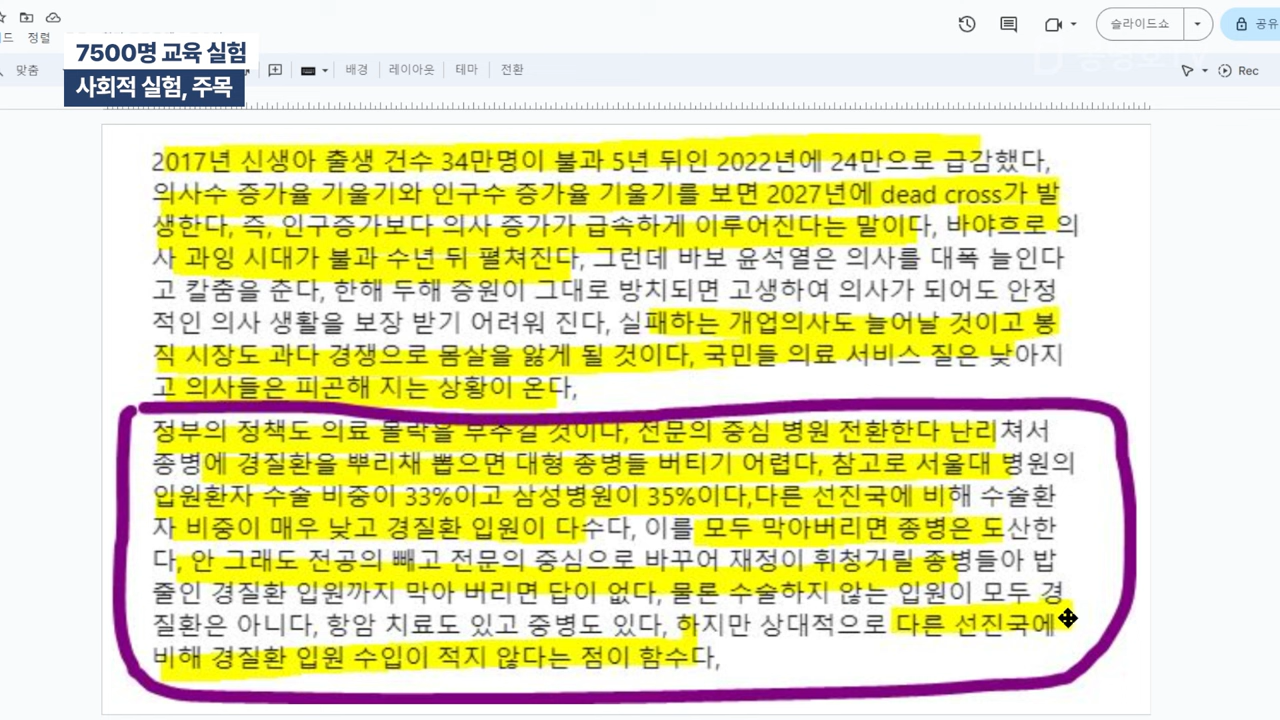 정렬
슬라이드쇼
공유
7500명 교육 실험
사회적 실험, 주목
맞춤
배경
레이아웃
테마
전환
Rec
2017년 신생아 출생 건수 34만명이 불과 5년 뒤인 2022년에 24만으로 급감했다,
의사수 증가율 기울기와 인구수 증가율 기울기를 보면 2027년에 dead cross가 발
생한다, 즉, 인구증가보다 의사 증가가 급속하게 이루어진다는 말이다, 바야흐로 의
사 과잉 시대가 불과 수년 뒤 펼쳐진다, 그런데 바보 윤석열은 의사를 대폭 늘인다
고 칼춤을 춘다, 한해 두해 증원이 그대로 방치되면 고생하여 의사가 되어도 안정
적인 의사 생활을 보장 받기 어려워 진다, 실패하는 개업의사도 늘어날 것이고 봉
직 시장도 과다 경쟁으로 몸살을 앓게 될 것이다, 국민들 의료 서비스 질은 낮아지
고 의사들은 피곤해 지는 상황이 온다,
정부의 정책도 의료 몰락을 부추길 것이다, 전문의 중심 병원 전환한다 난리쳐서
종병에 경질환을 뿌리채 뽑으면 대형 종병들 버티기 어렵다, 참고로 서울대 병원의
입원환자 수술 비중이 33%이고 삼성병원이 35%이다,다른 선진국에 비해 수술환
자 비중이 매우 낮고 경질환 입원이 다수다, 이를 모두 막아버리면 종병은 도산한
다, 안 그래도 전공의 빼고 전문의 중심으로 바꾸어 재정이 휘청거릴 종병들아 밥
줄인 경질환 입원까지 막아 버리면 답이 없다, 물론 수술하지 않는 입원이 모두 경
질환은 아니다, 항암 치료도 있고 중병도 있다, 하지만 상대적으로 다른 선진국에
비해 경질환 입원 수입이 적지 않다는 점이 함수다,